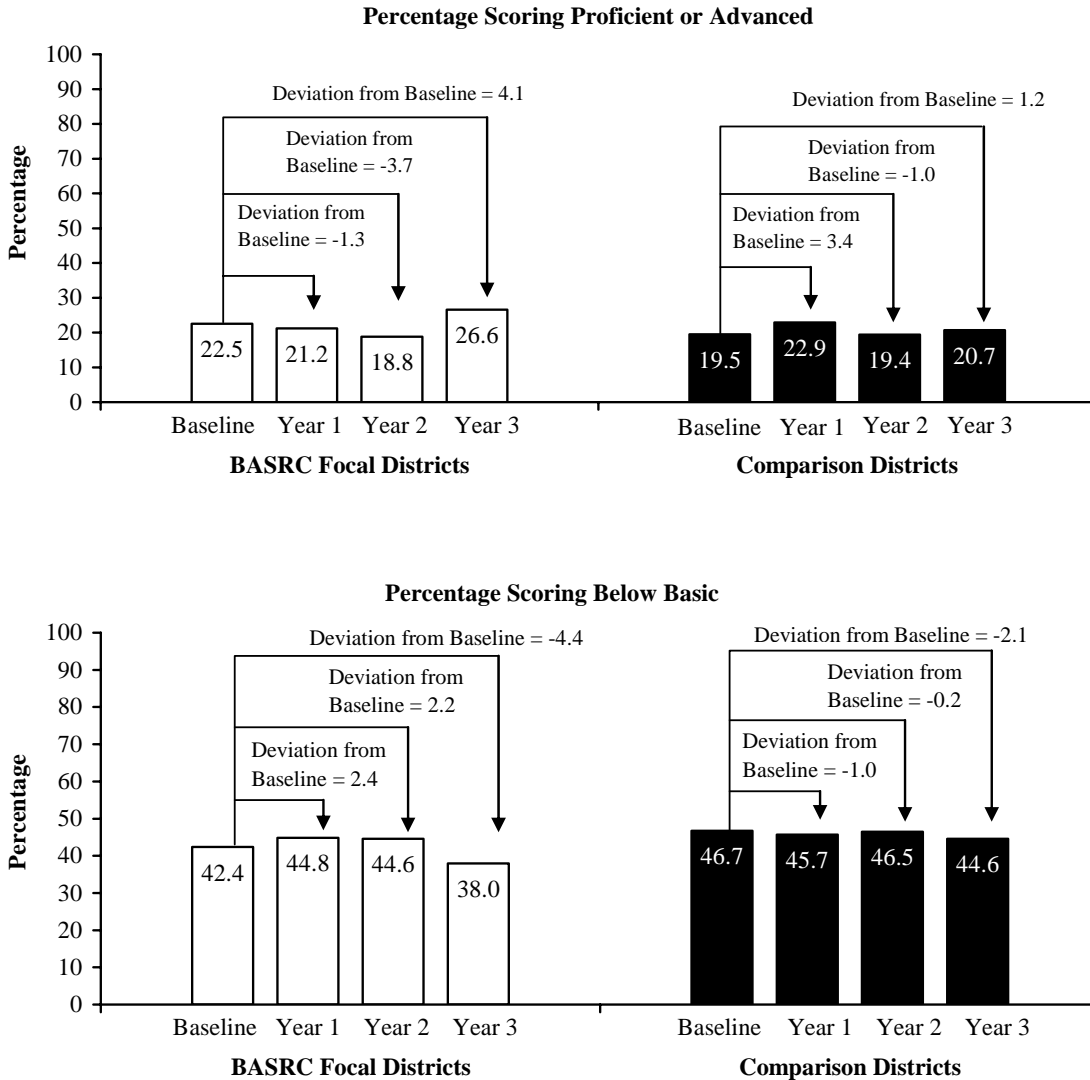 Percentage Scoring Proficient or Advanced
Percentage
100
90
80
70
60
50
40
30
20
10
0
Deviation from Baseline = 4.1
Deviation from
Baseline = -3.7
Deviation from
Baseline = -1.3
22.5
21.2
18.8
26.6
Baseline Year 1 Year 2 Year 3
BASRC Focal Districts
Deviation from Baseline = 1.2
Deviation from
Baseline = -1.0
Deviation from
Baseline = 3.4
19.5
22.9
19.4
20.7
Baseline Year 1 Year 2 Year 3
Comparison Districts
Percentage Scoring Below Basic
Percentage
100
90
80
70
60
50
40
30
20
10
0
Deviation from Baseline = -4.4
Deviation from
Baseline = 2.2
Deviation from
Baseline = 2.4
42.4
44.8
44.6
38.0
Baseline Year 1 Year 2 Year 3
BASRC Focal Districts
Deviation from Baseline = -2.1
Deviation from
Baseline = -0.2
Deviation from
Baseline = -1.0
46.7
45.7
46.5
44.6
Baseline Year 1 Year 2 Year 3
Comparison Districts